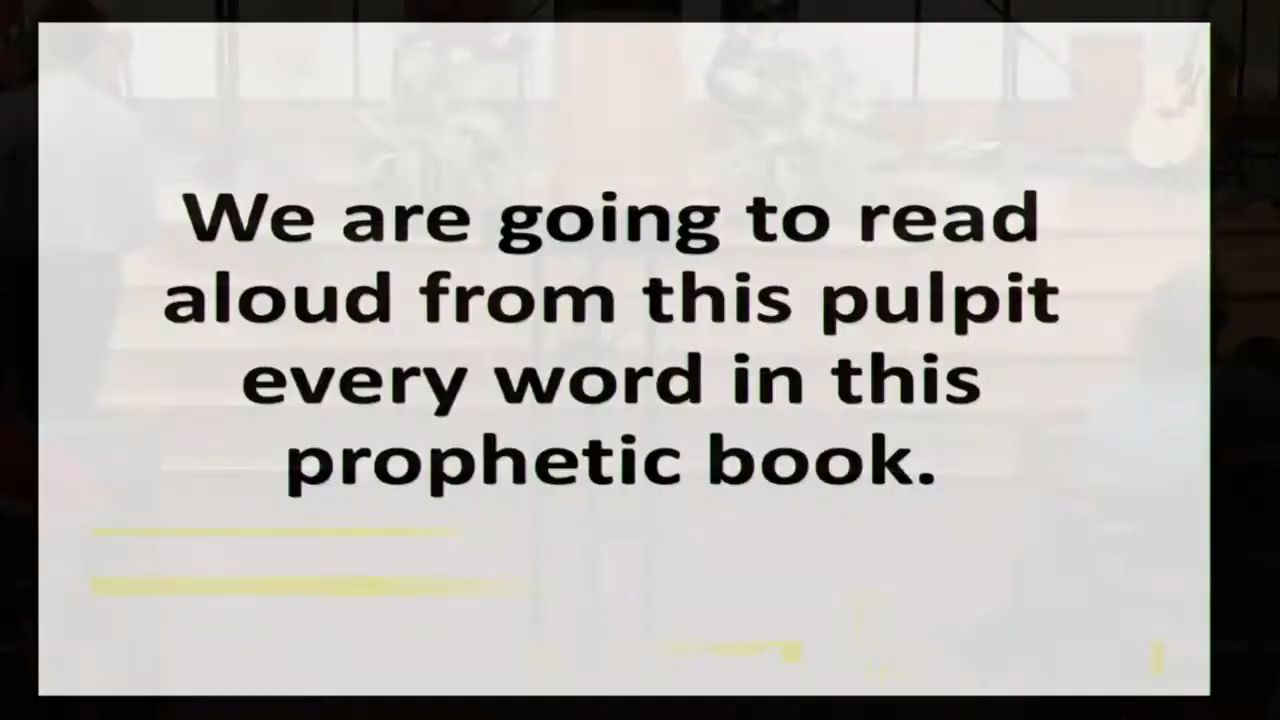 We are going to read
aloud from this pulpit
every word in this
prophetic book.